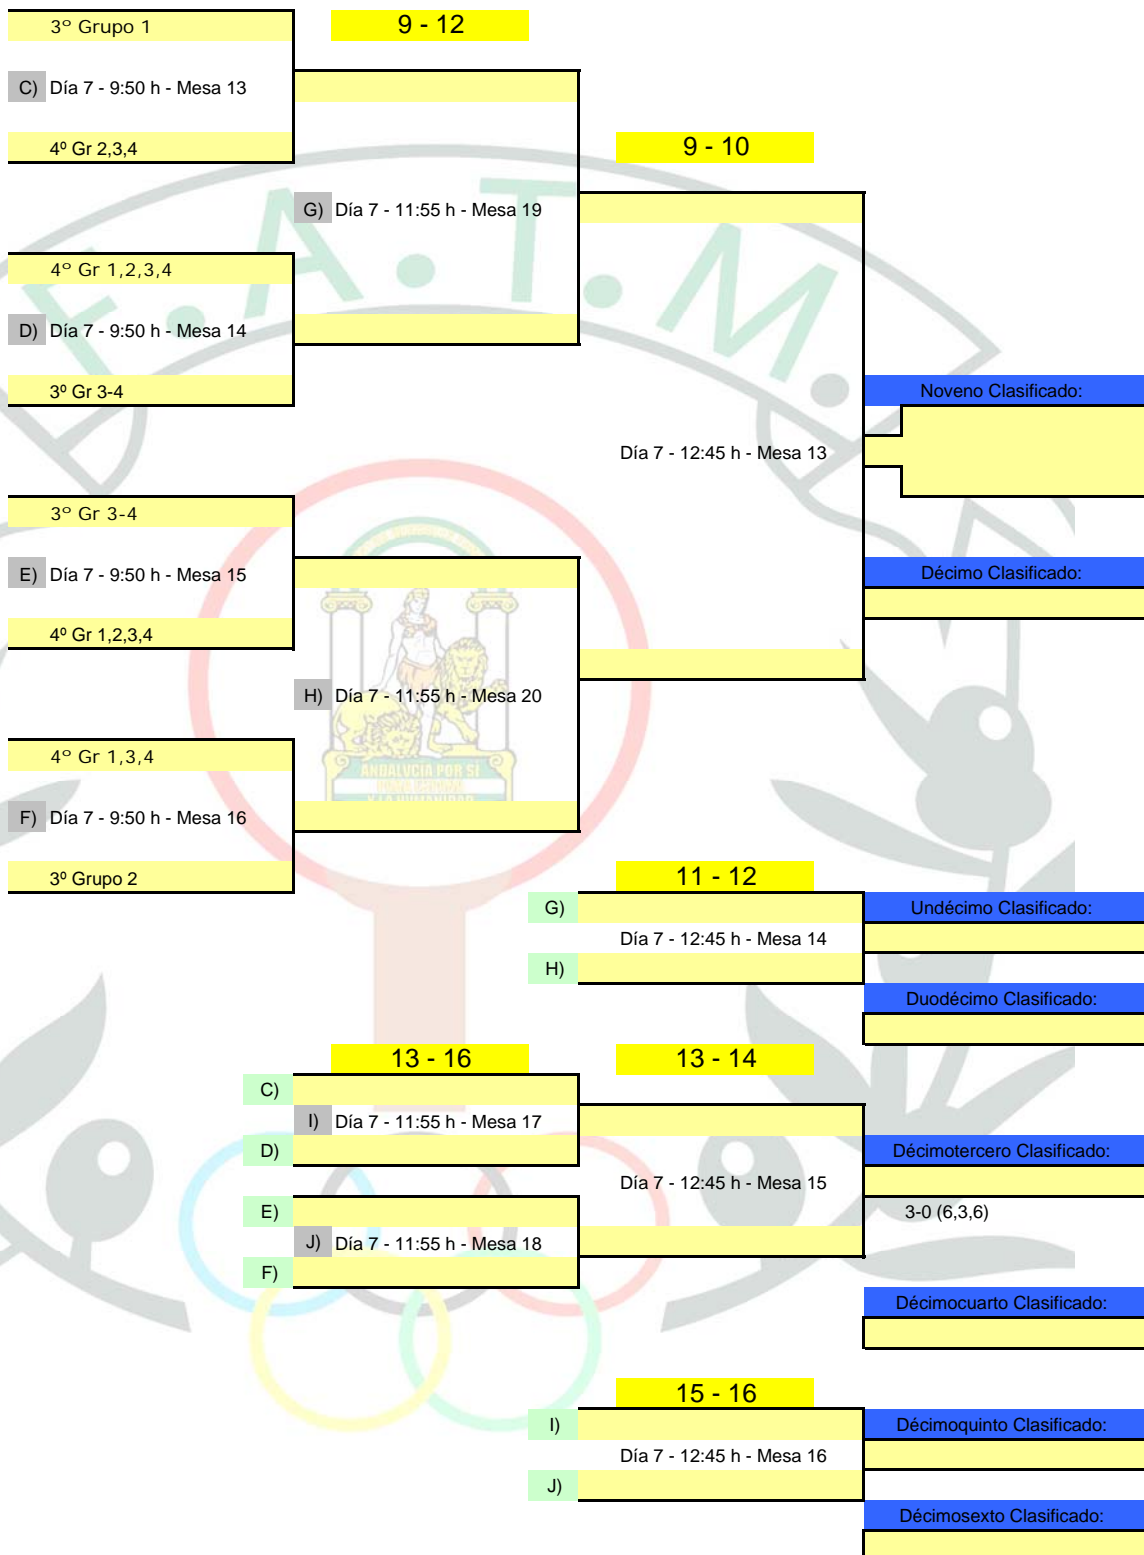 3º Grupo 1
9 - 12
C) Día 7 - 9:50 h - Mesa 13
4º Gr 2,3,4
9 - 10
G) Día 7 - 11:55 h - Mesa 19
F.A.T.M.
4º Gr 1,2,3,4
D) Día 7 - 9:50 h - Mesa 14
3º Gr 3-4
Noveno Clasificado:
Día 7 - 12:45 h - Mesa 13
3º Gr 3-4
E) Día 7 - 9:50 h - Mesa 15
Décimo Clasificado:
4º Gr 1,2,3,4
H) Día 7 - 11:55 h - Mesa 20
4º Gr 1,3,4
ANDALUCIA POR SI
F) Día 7 - 9:50 h - Mesa 16
3º Grupo 2
11 - 12
G)
Undécimo Clasificado:
Día 7 - 12:45 h - Mesa 14
H)
Duodécimo Clasificado:
13 - 16
13 - 14
C)
I) Día 7 - 11:55 h - Mesa 17
D)
Décimotercero Clasificado:
Día 7 - 12:45 h - Mesa 15
E)
3-0 (6,3,6)
J) Día 7 - 11:55 h - Mesa 18
F)
Décimocuarto Clasificado:
15 - 16
I)
Décimoquinto Clasificado:
Día 7 - 12:45 h - Mesa 16
J)
Décimosexto Clasificado: